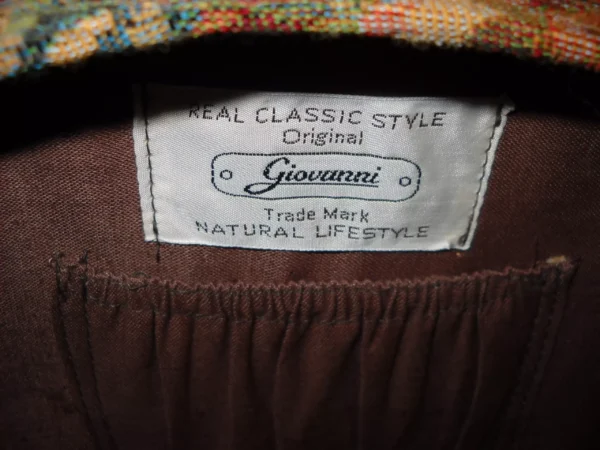 REAL CLASSIC STYLE
Original
Giovanni
Trade Mark
NATURAL LIFESTYLE